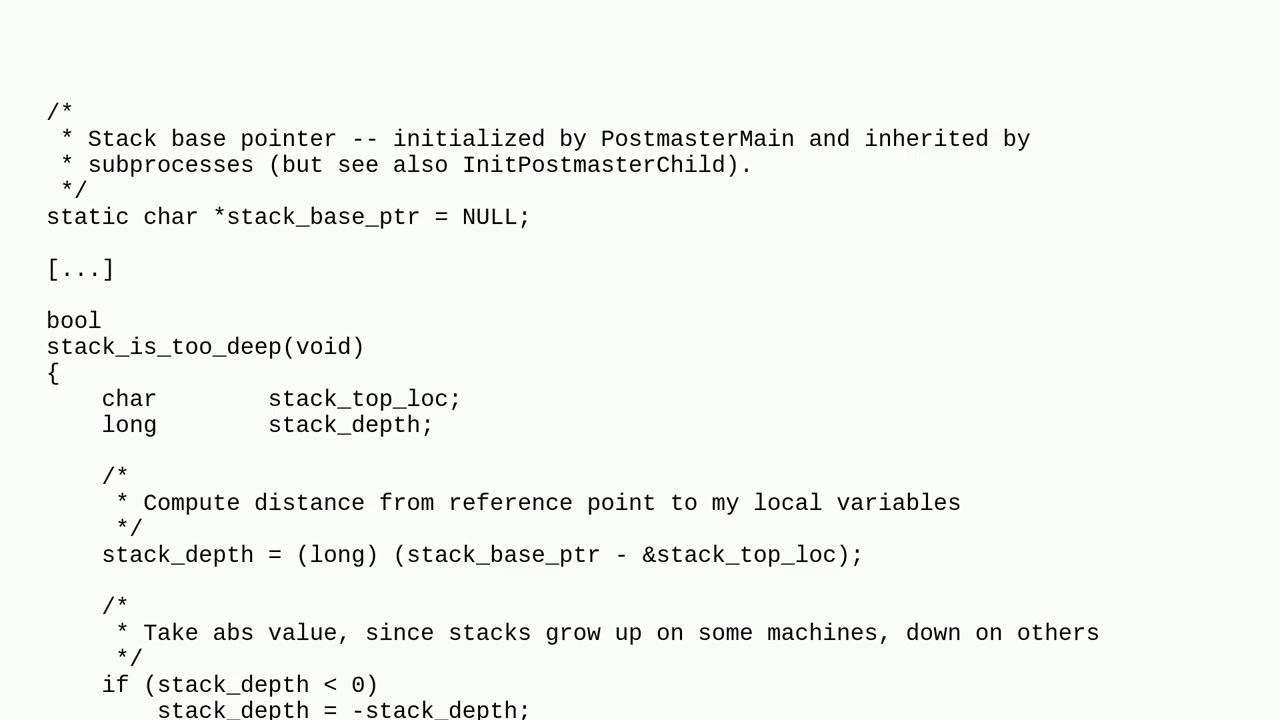 /*
 * Stack base pointer -- initialized by PostmasterMain and inherited by
 * subprocesses (but see also InitPostmasterChild).
 */
static char *stack_base_ptr = NULL;

[...]

bool
stack_is_too_deep(void)
{
    char        stack_top_loc;
    long        stack_depth;

    /*
     * Compute distance from reference point to my local variables
     */
    stack_depth = (long) (stack_base_ptr - &stack_top_loc);

    /*
     * Take abs value, since stacks grow up on some machines, down on others
     */
    if (stack_depth < 0)
        stack_depth = -stack_depth;